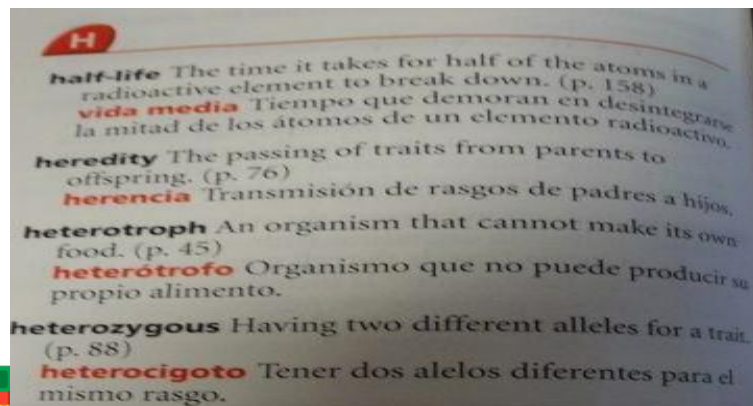 H
half-life The time it takes for half of the atoms in a
radioactive element to break down. (p. 158)
vida media Tiempo que demoran en desintegrarse
la mitad de los átomos de un elemento radioactivo.
heredity The passing of traits from parents to
offspring. (p. 76)
herencia Transmisión de rasgos de padres a hijos.
heterotroph An organism that cannot make its own
food. (p. 45)
heterótrofo Organismo que no puede producir su
propio alimento.
heterozygous Having two different alleles for a trait.
(p. 88)
heterocigoto Tener dos alelos diferentes para el
mismo rasgo.